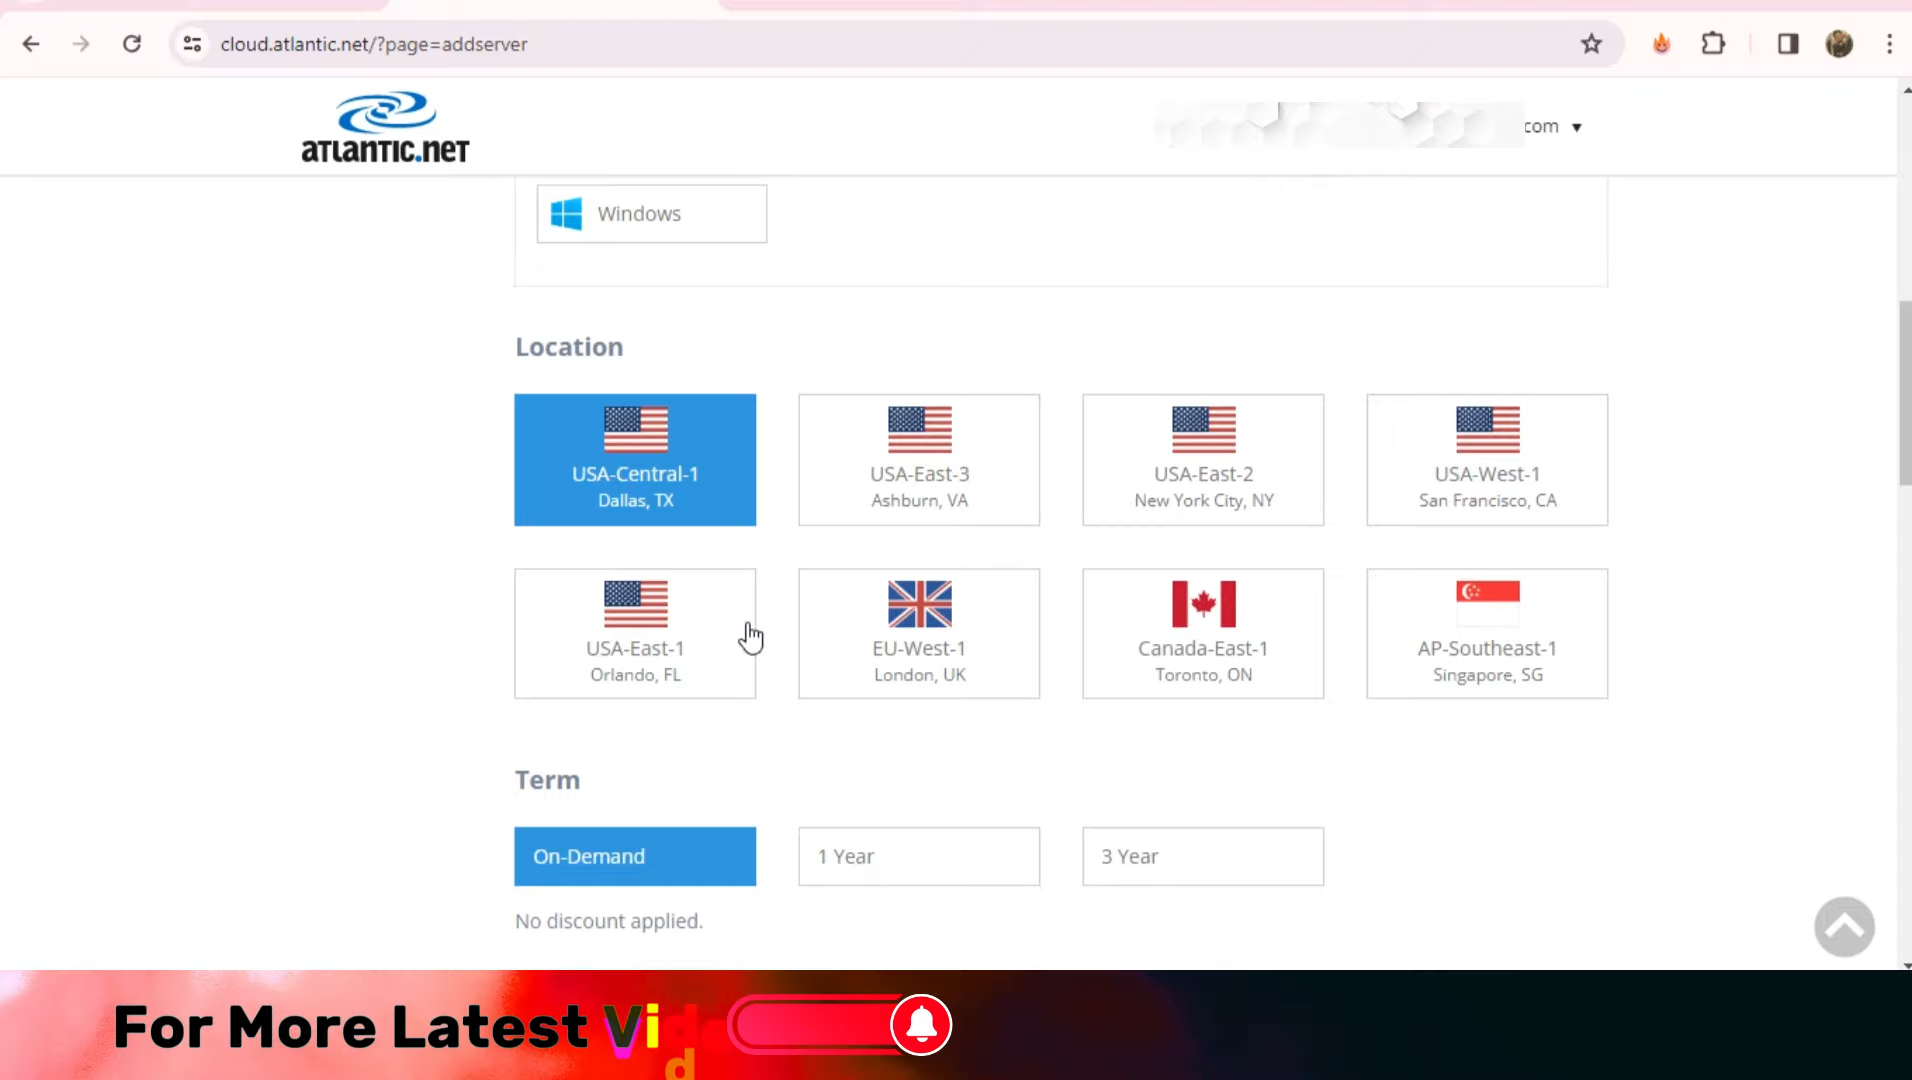 cloud.atlantic.net/?page=addserver
atlantic.net
com
Windows
Location
USA-Central-1
Dallas, TX
USA-East-3
Ashburn, VA
USA-East-2
New York City, NY
USA-West-1
San Francisco, CA
USA-East-1
Orlando, FL
EU-West-1
London, UK
Canada-East-1
Toronto, ON
AP-Southeast-1
Singapore, SG
Term
On-Demand
1 Year
3 Year
No discount applied.
For More Latest Vid